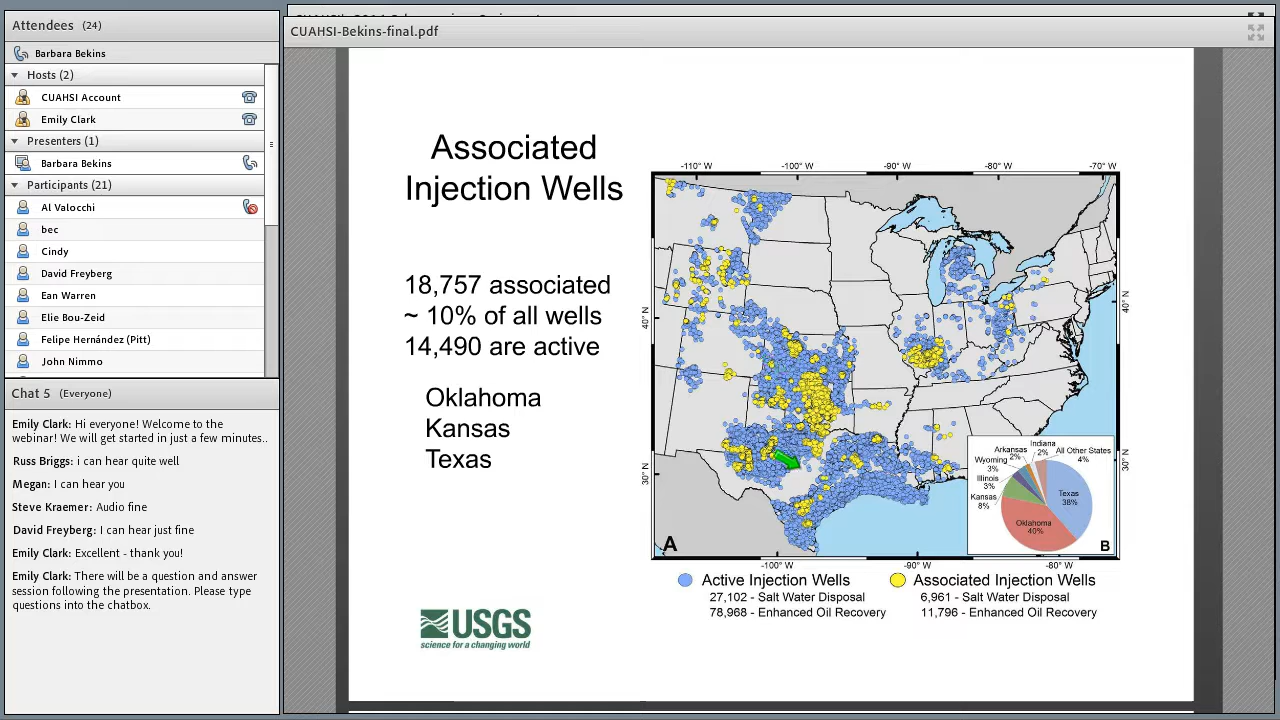 Attendees (24)
Barbara Bekins
Hosts (2)
CUAHSI Account
Emily Clark
Presenters (1)
Barbara Bekins
Participants (21)
Al Valocchi
bec
Cindy
David Freyberg
Ean Warren
Elie Bou-Zeid
Felipe Hernández (Pitt)
John Nimmo
Chat 5 (Everyone)
Emily Clark: Hi everyone! Welcome to the
webinar! We will get started in just a few minutes..
Russ Briggs: i can hear quite well
Megan: I can hear you
Steve Kraemer: Audio fine
David Freyberg: I can hear just fine
Emily Clark: Excellent - thank you!
Emily Clark: There will be a question and answer
session following the presentation. Please type
questions into the chatbox.
CUAHSI-Bekins-final.pdf
Associated
Injection Wells
18,757 associated
~ 10% of all wells
14,490 are active
Oklahoma
Kansas
Texas
-110° W -100° W -90° W -80° W -70° W
40° N
40° N
30° N
30° N
Indiana
2%
Arkansas
2%
All Other States
4%
Wyoming
3%
Illinois
3%
Kansas
8%
Texas
38%
Oklahoma
40%
A
B
-100° W -90° W -80° W
Active Injection Wells
27,102 - Salt Water Disposal
78,968 - Enhanced Oil Recovery
Associated Injection Wells
6,961 - Salt Water Disposal
11,796 - Enhanced Oil Recovery
USGS
science for a changing world